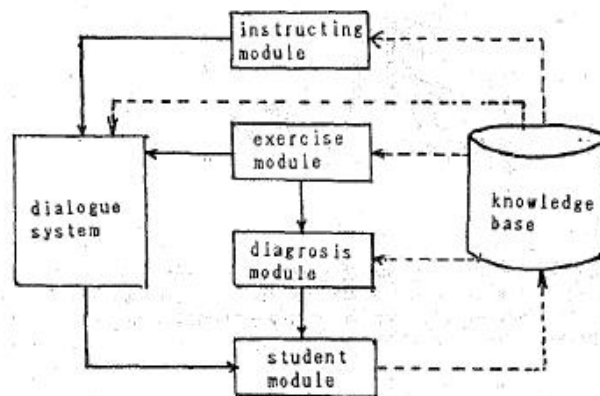 instructing
module
exercise
module
dialogue
system
knowledge
base
diagrosis
module
student
module